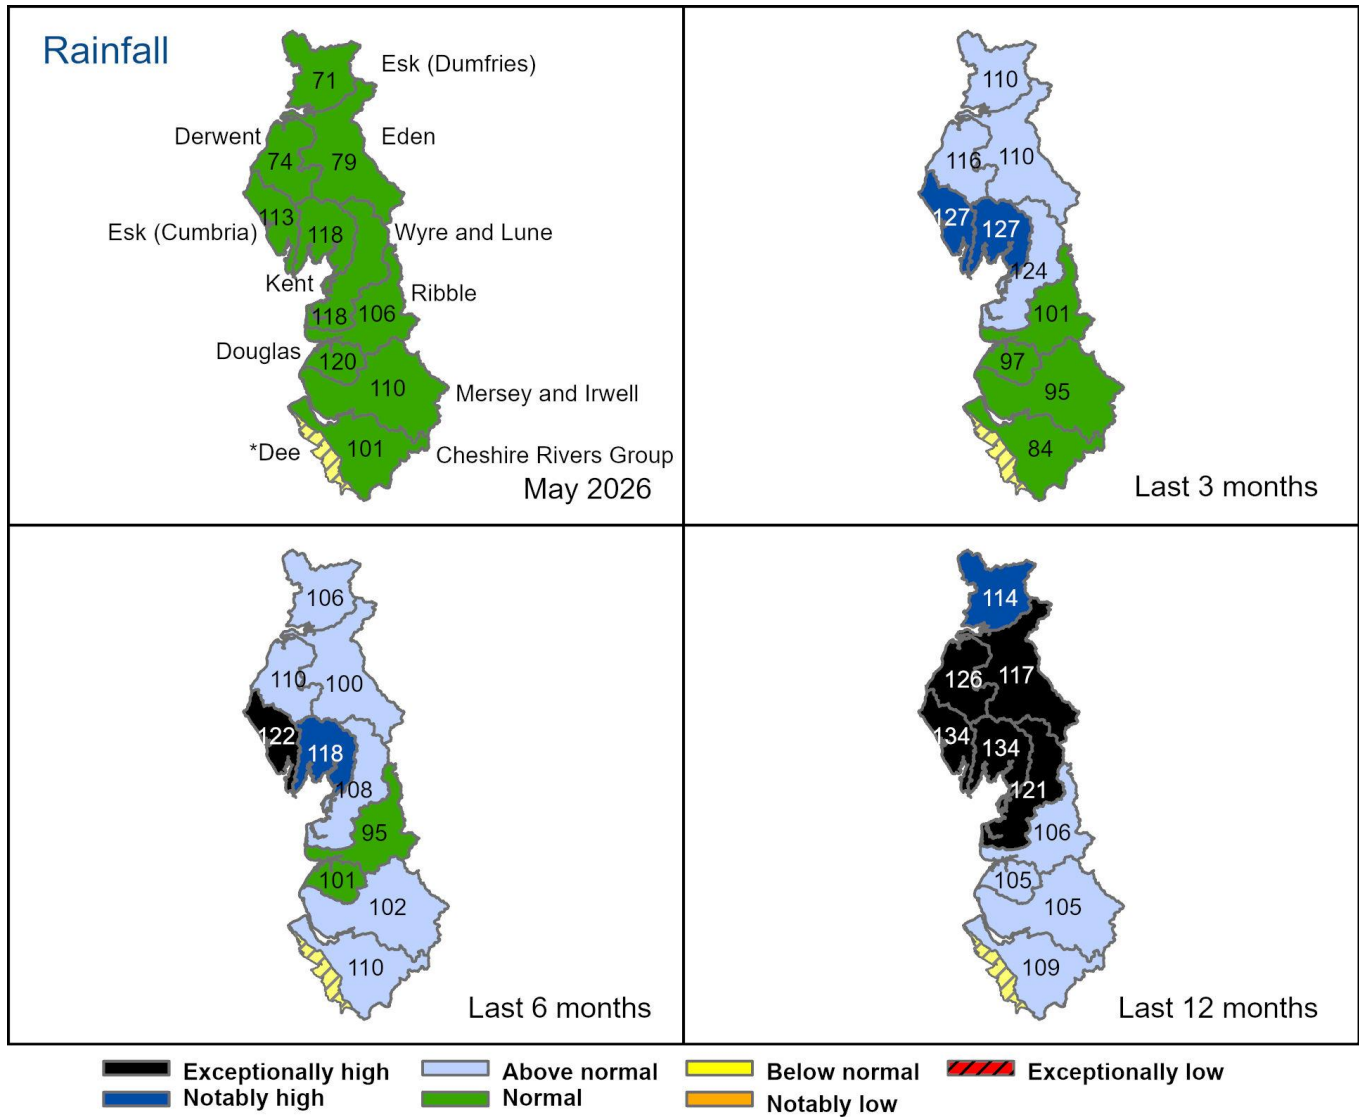 Rainfall
71
Esk (Dumfries)
Derwent
Eden
74
79
113
Esk (Cumbria)
118
Wyre and Lune
Kent
Ribble
118
106
Douglas
120
110
Mersey and Irwell
*Dee
101
Cheshire Rivers Group
May 2026
110
116
110
127
127
124
101
97
95
84
Last 3 months
106
110
100
122
118
108
95
101
102
110
Last 6 months
114
126
117
134
134
121
106
105
105
109
Last 12 months
Exceptionally high
Above normal
Below normal
Exceptionally low
Notably high
Normal
Notably low